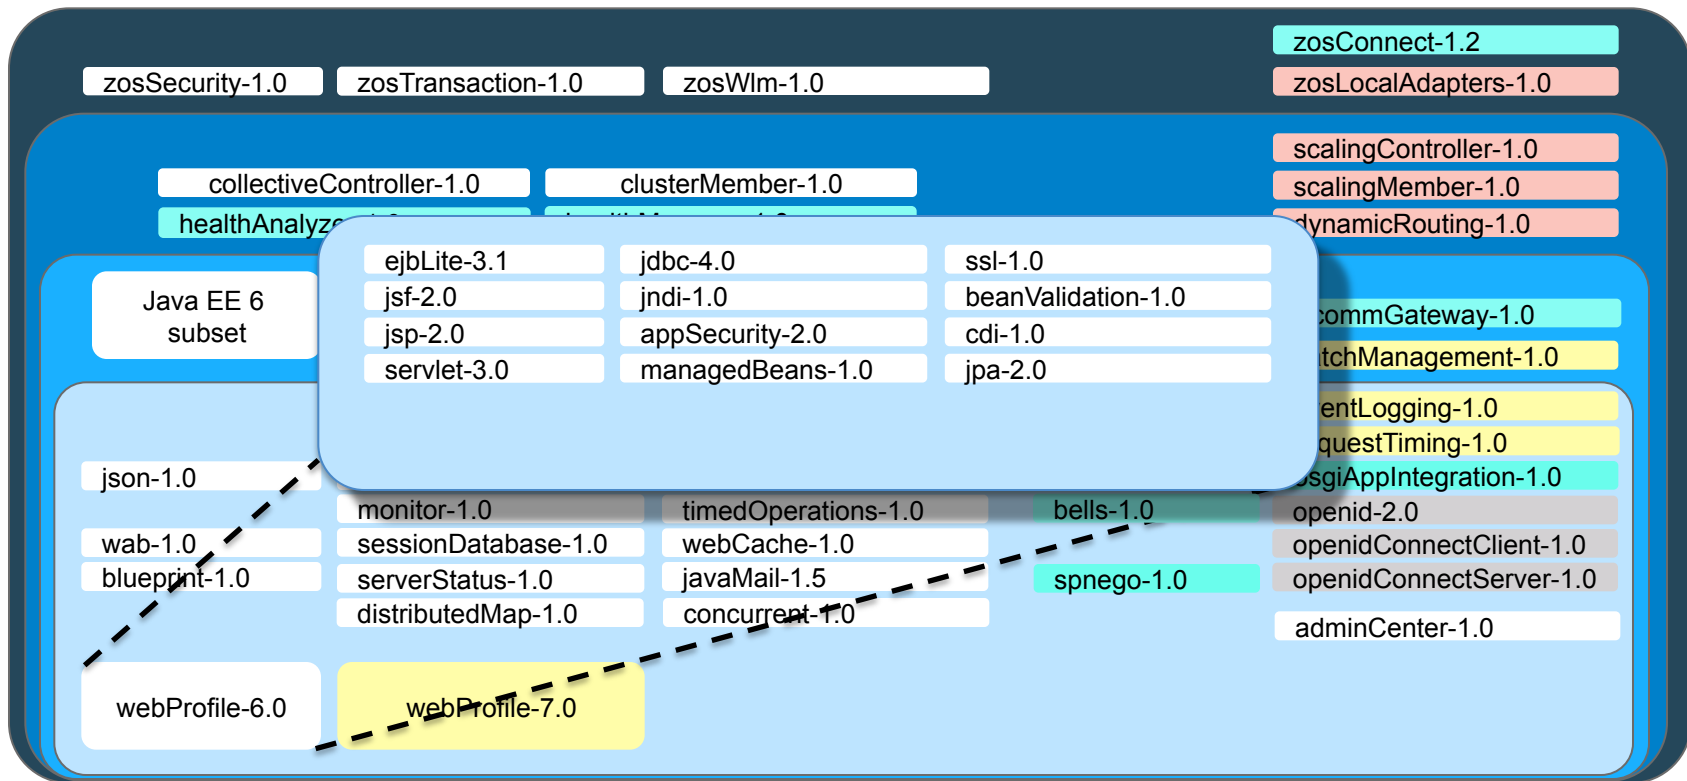 zosConnect-1.2
zosSecurity-1.0
zosTransaction-1.0
zosWlm-1.0
zosLocalAdapters-1.0
scalingController-1.0
collectiveController-1.0
clusterMember-1.0
scalingMember-1.0
dynamicRouting-1.0
ejbLite-3.1
jdbc-4.0
ssl-1.0
jsf-2.0
jndi-1.0
beanValidation-1.0
jsp-2.0
appSecurity-2.0
cdi-1.0
servlet-3.0
managedBeans-1.0
jpa-2.0
Java EE 6
subset
json-1.0
monitor-1.0
timedOperations-1.0
bells-1.0
openid-2.0
wab-1.0
sessionDatabase-1.0
webCache-1.0
openidConnectClient-1.0
blueprint-1.0
serverStatus-1.0
javaMail-1.5
spnego-1.0
openidConnectServer-1.0
distributedMap-1.0
concurrent-1.0
adminCenter-1.0
webProfile-6.0
webProfile-7.0